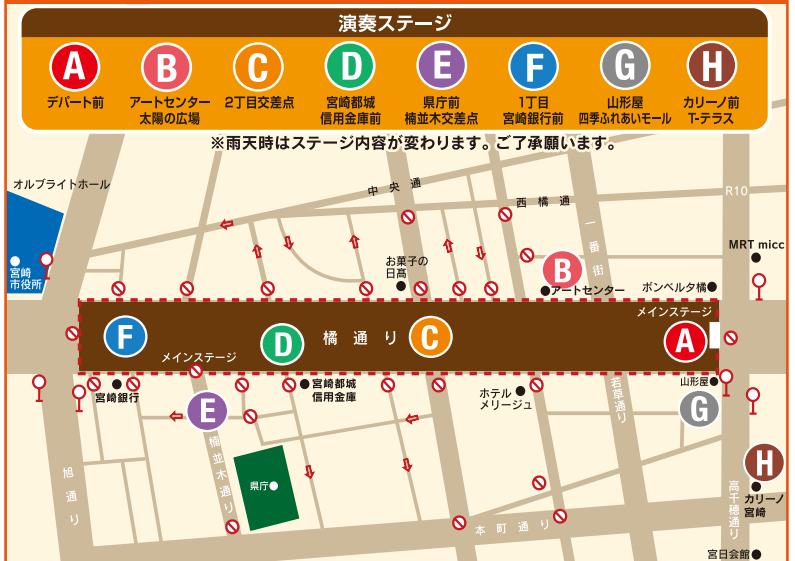 演奏ステージ
A
デパート前
B
アートセンター
太陽の広場
C
2丁目交差点
D
宮崎都城
信用金庫前
E
県庁前
楠並木交差点
F
1丁目
宮崎銀行前
G
山形屋
四季ふれあいモール
H
カリーノ前
T-テラス
※雨天時はステージ内容が変わります。ご了承願います。
オルブライトホール
中央通
西橘通
R10
一番街
MRT micc
お菓子の
日髙
宮崎
市役所
B
アートセンター
ボンベルタ橘
メインステージ
F
D
橘通り
C
A
メインステージ
宮崎銀行
宮崎都城
信用金庫
ホテル
メリージュ
若草通り
山形屋
E
G
楠並木通り
県庁
旭通り
H
カリーノ
宮崎
高千穂通り
本町通り
宮日会館